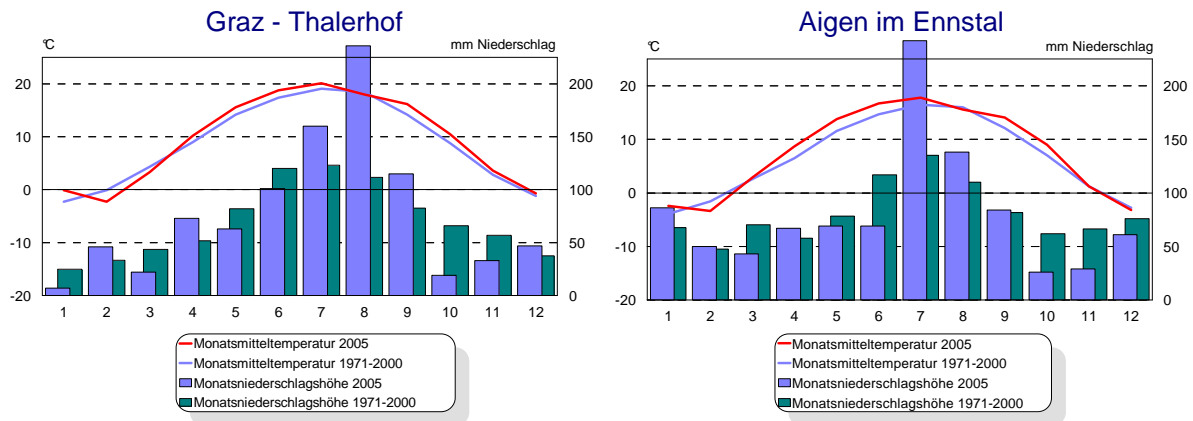 Graz - Thalerhof
°C
mm Niederschlag
20
10
0
-10
-20
200
150
100
50
0
1 2 3 4 5 6 7 8 9 10 11 12
Monatsmitteltemperatur 2005
Monatsmitteltemperatur 1971-2000
Monatsniederschlagshöhe 2005
Monatsniederschlagshöhe 1971-2000
Aigen im Ennstal
°C
mm Niederschlag
20
10
0
-10
-20
200
150
100
50
0
1 2 3 4 5 6 7 8 9 10 11 12
Monatsmitteltemperatur 2005
Monatsmitteltemperatur 1971-2000
Monatsniederschlagshöhe 2005
Monatsniederschlagshöhe 1971-2000